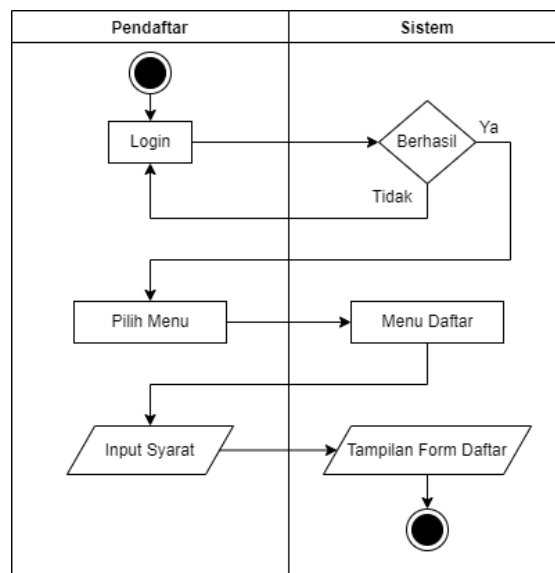 Pendaftar
Sistem
Login
Berhasil
Ya
Tidak
Pilih Menu
Menu Daftar
Input Syarat
Tampilan Form Daftar